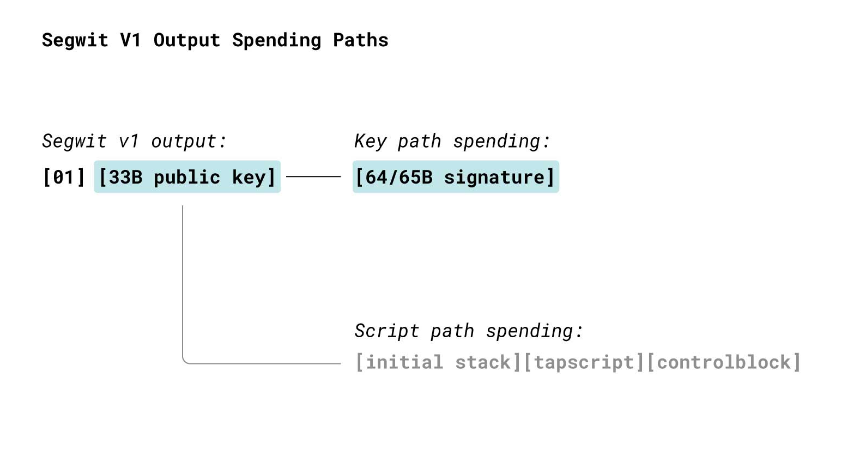 Segwit V1 Output Spending Paths
Segwit v1 output:
[01] [33B public key]
Key path spending:
[64/65B signature]
Script path spending:
[initial stack][tapscript][controlblock]